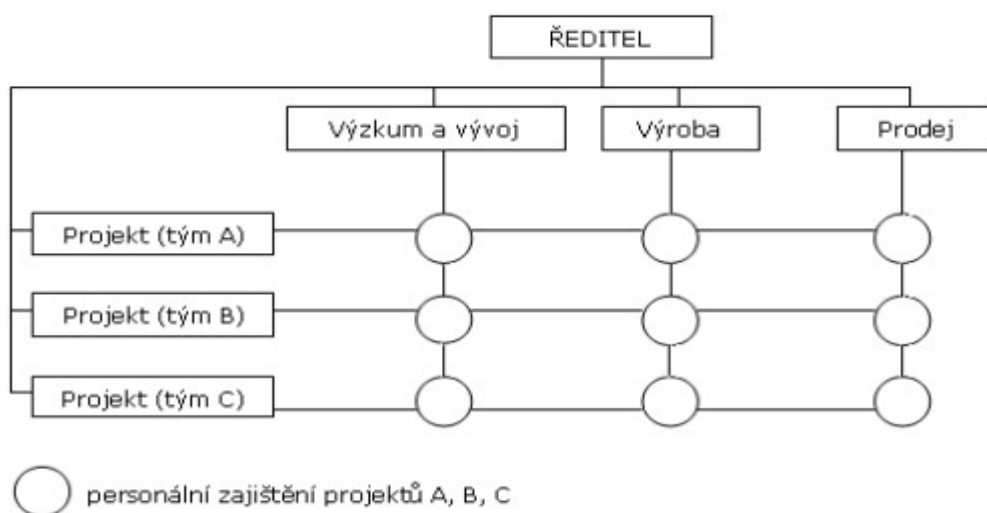 ŘEDITEL
Výzkum a vývoj
Výroba
Prodej
Projekt (tým A)
Projekt (tým B)
Projekt (tým C)
personální zajištění projektů A, B, C